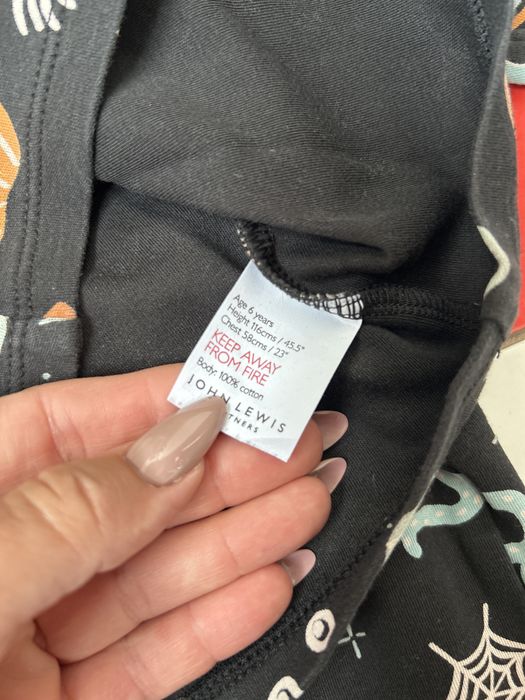 Age 6 years
Height 116cms / 45.5"
Chest 58cms / 23"
KEEP AWAY
FROM FIRE
Body: 100% cotton
JOHN LEWIS
RTNERS